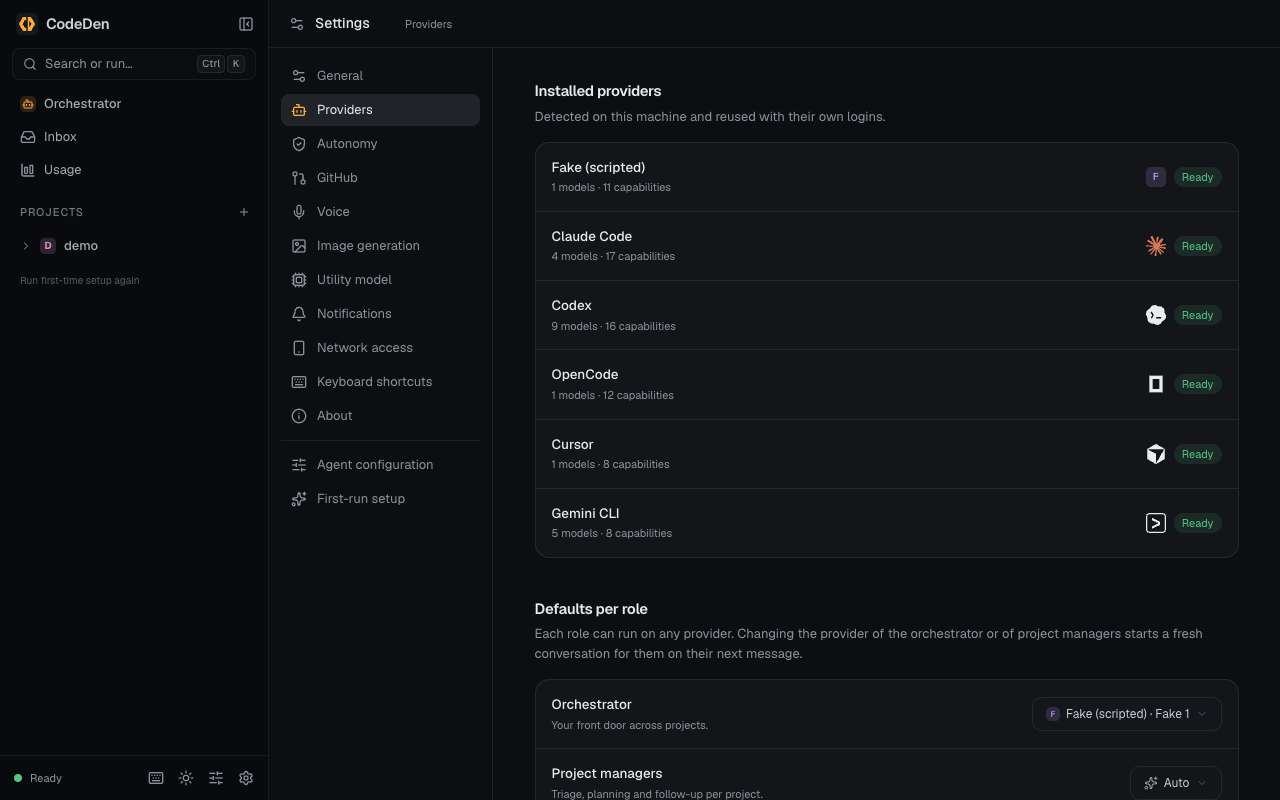 CodeDen
Search or run… Ctrl K
Orchestrator
Inbox
Usage
PROJECTS
D demo
Run first-time setup again
Ready
Settings Providers
General
Providers
Autonomy
GitHub
Voice
Image generation
Utility model
Notifications
Network access
Keyboard shortcuts
About
Agent configuration
First-run setup
Installed providers
Detected on this machine and reused with their own logins.
Fake (scripted)
1 models · 11 capabilities
F Ready
Claude Code
4 models · 17 capabilities
Ready
Codex
9 models · 16 capabilities
Ready
OpenCode
1 models · 12 capabilities
Ready
Cursor
1 models · 8 capabilities
Ready
Gemini CLI
5 models · 8 capabilities
Ready
Defaults per role
Each role can run on any provider. Changing the provider of the orchestrator or of project managers starts a fresh
conversation for them on their next message.
Orchestrator
Your front door across projects.
F Fake (scripted) · Fake 1
Project managers
Triage, planning and follow-up per project.
Auto